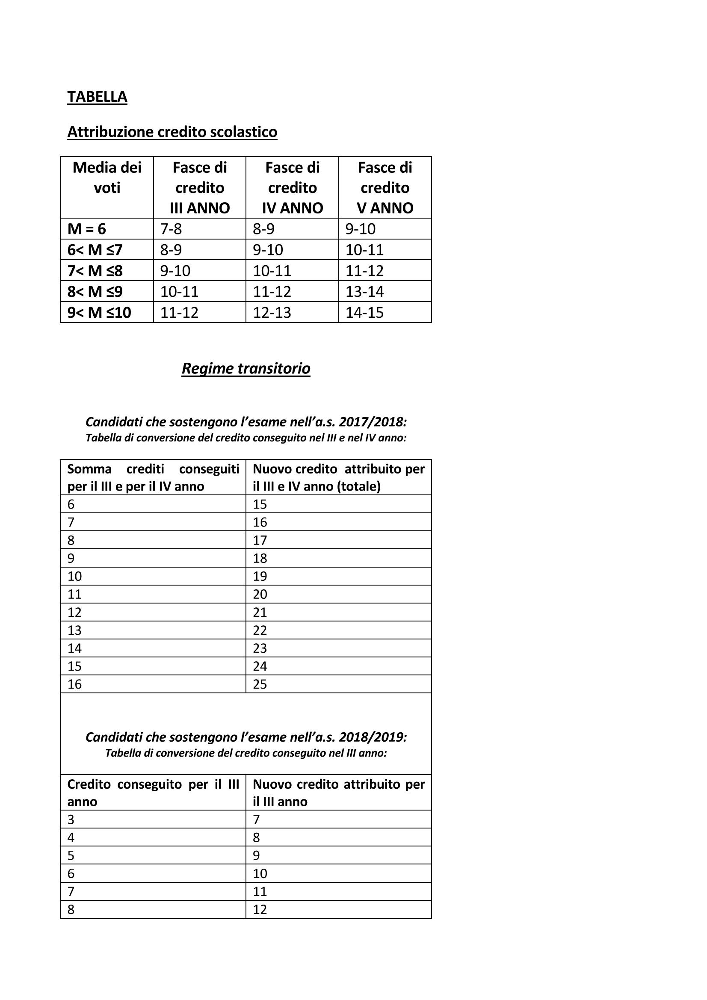 TABELLA
Attribuzione credito scolastico
Media dei voti Fasce di credito III ANNO Fasce di credito IV ANNO Fasce di credito V ANNO
M = 6 7-8 8-9 9-10
6< M ≤7 8-9 9-10 10-11
7< M ≤8 9-10 10-11 11-12
8< M ≤9 10-11 11-12 13-14
9< M ≤10 11-12 12-13 14-15
Regime transitorio
Candidati che sostengono l’esame nell’a.s. 2017/2018:
Tabella di conversione del credito conseguito nel III e nel IV anno:
Somma crediti conseguiti per il III e per il IV anno Nuovo credito attribuito per il III e IV anno (totale)
6 15
7 16
8 17
9 18
10 19
11 20
12 21
13 22
14 23
15 24
16 25
Candidati che sostengono l’esame nell’a.s. 2018/2019:
Tabella di conversione del credito conseguito nel III anno:
Credito conseguito per il III anno Nuovo credito attribuito per il III anno
3 7
4 8
5 9
6 10
7 11
8 12